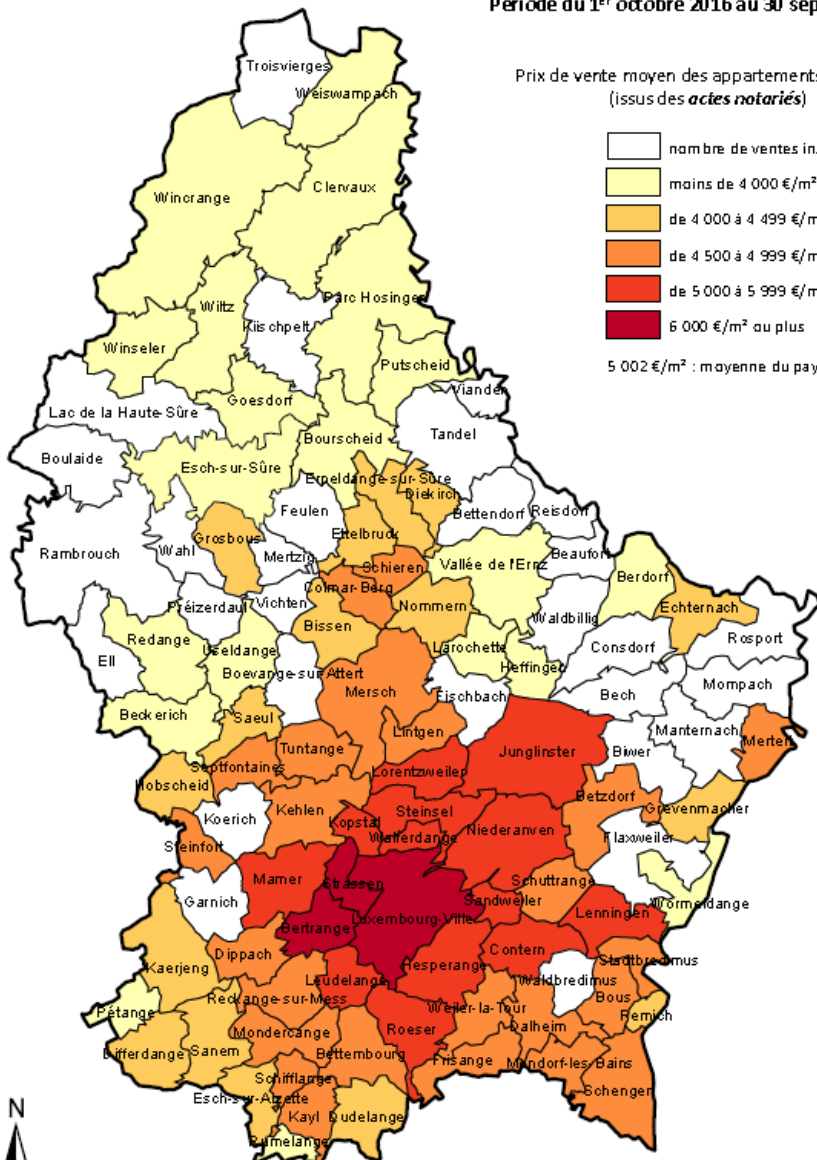 Période du 1er octobre 2016 au 30 sep
Prix de vente moyen des appartements
(issus des actes notariés)
nombre de ventes in
moins de 4 000 €/m²
de 4 000 à 4 499 €/m
de 4 500 à 4 999 €/m
de 5 000 à 5 999 €/m
6 000 €/m² ou plus
5 002 €/m² : moyenne du pay
Troisvierges
Weiswampach
Clervaux
Wincrange
Parc Hosingen
Wiltz
Kiischpelt
Winseler
Putscheid
Vianden
Goesdorf
Lac de la Haute-Sûre
Tandel
Bourscheid
Boulaide
Esch-sur-Sûre
Erpeldange-sur-Sûre
Diekirch
Feulen
Bettendorf
Reisdorf
Ettelbruck
Grosbous
Rambrouch
Wahl
Mertzig
Beaufort
Schieren
Vallée de l'Ernz
Berdorf
Colmar-Berg
Préizerdaul
Vichten
Nommern
Echternach
Waldbillig
Bissen
Redange
Rosport
Useldange
Larochette
Consdorf
Ell
Heffingen
Boevange-sur-Attert
Mompach
Mersch
Fischbach
Bech
Beckerich
Saeul
Manternach
Lintgen
Mertert
Tuntange
Junglinster
Biwer
Septfontaines
Lorentzweiler
Hobscheid
Betzdorf
Grevenmacher
Koerich
Kehlen
Steinsel
Kopstal
Niederanven
Walferdange
Flaxweiler
Steinfort
Mamer
Strassen
Schuttrange
Garnich
Sandweiler
Wormeldange
Lenningen
Luxembourg-Ville
Bertrange
Contern
Dippach
Stadtbredimus
Hesperange
Kaerjeng
Leudelange
Waldbredimus
Bous
Reckange-sur-Mess
Weiler-la-Tour
Pétange
Remich
Roeser
Dalheim
Mondercange
Differdange
Sanem
Bettembourg
Frisange
Mondorf-les-Bains
Schifflange
Schengen
Esch-sur-Alzette
Kayl
Dudelange
Rumelange
N